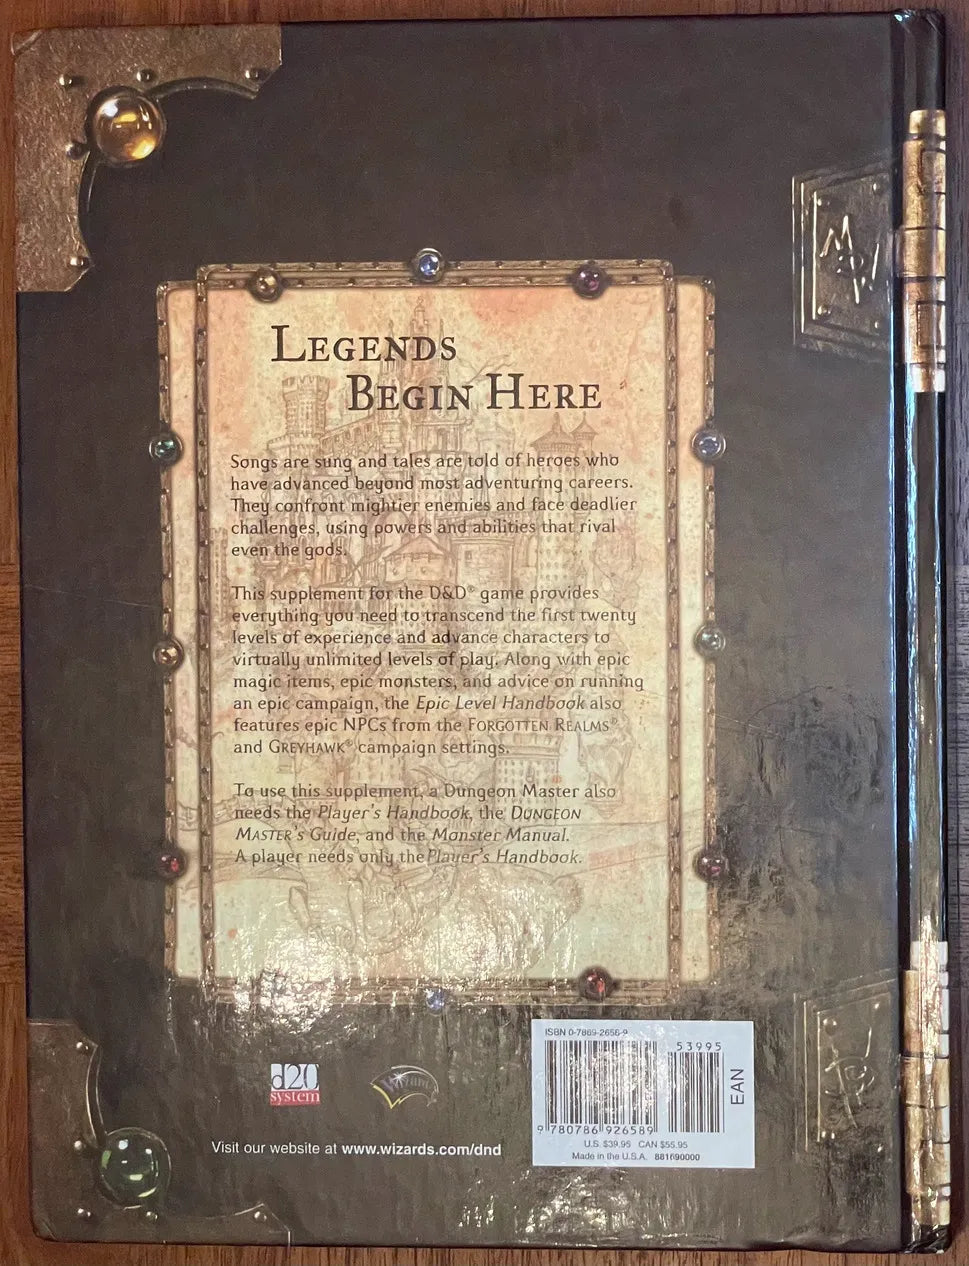 LEGENDS
BEGIN HERE
Songs are sung and tales are told of heroes who
have advanced beyond most adventuring careers.
They confront mightier enemies and face deadlier
challenges, using powers and abilities that rival
even the gods.
This supplement for the D&D® game provides
everything you need to transcend the first twenty
levels of experience and advance characters to
virtually unlimited levels of play. Along with epic
magic items, epic monsters, and advice on running
an epic campaign, the Epic Level Handbook also
features epic NPCs from the FORGOTTEN REALMS®
and GREYHAWK® campaign settings.
To use this supplement, a Dungeon Master also
needs the Player's Handbook, the DUNGEON
MASTER's Guide, and the Monster Manual.
A player needs only the Player's Handbook.
ISBN 0-7869-2658-9
53995
EAN
9 780786 926589
U.S. $39.95 CAN $55.95
Made in the U.S.A. 881690000
d20
system
Wizards
Visit our website at www.wizards.com/dnd